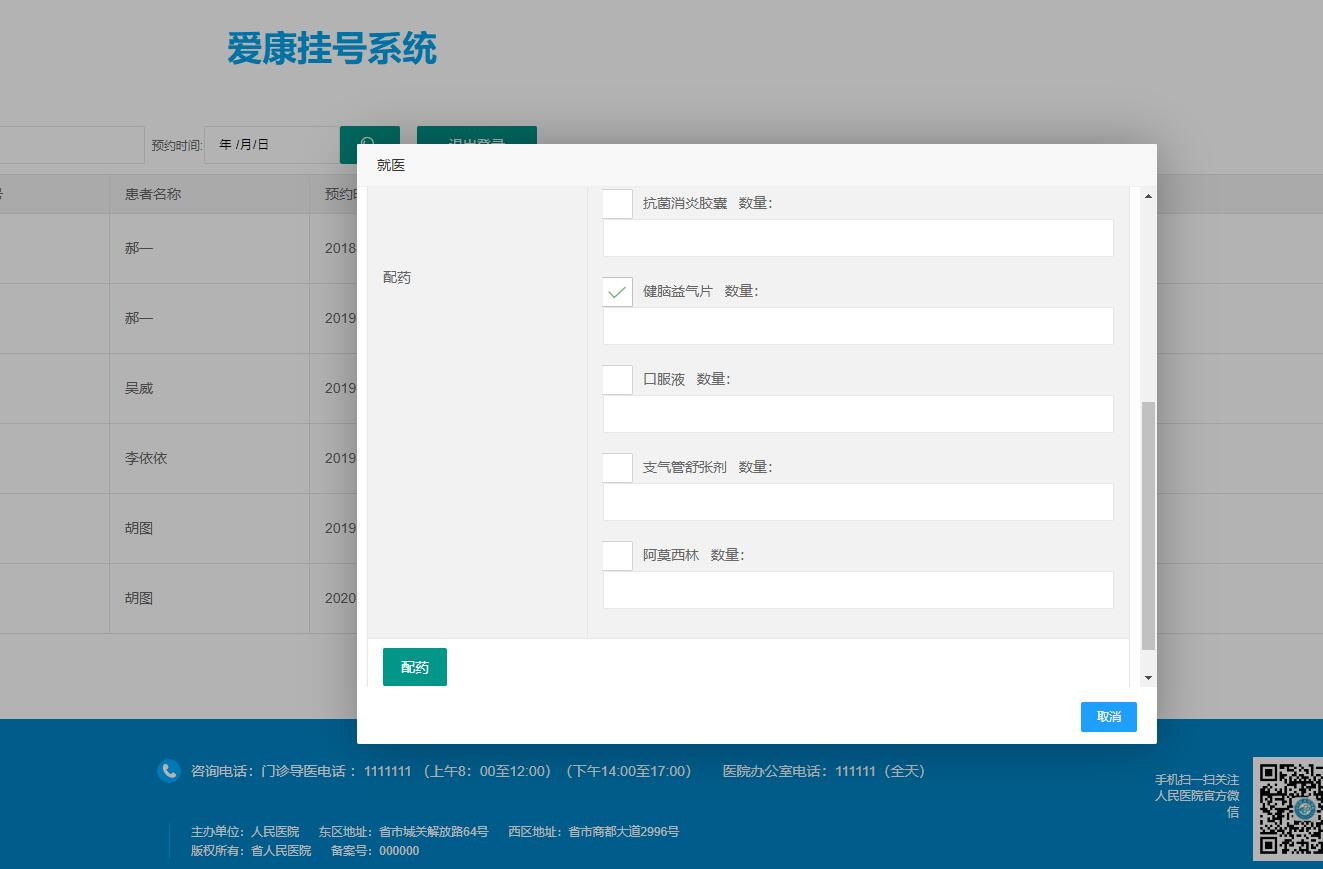 爱康挂号系统
预约时间: 年 /月/日
退出登录
患者名称 预约时
郝一 2018
郝一 2019
吴威 2019
李依依 2019
胡图 2019
胡图 2020
就医
配药
抗菌消炎胶囊 数量:
健脑益气片 数量:
口服液 数量:
支气管舒张剂 数量:
阿莫西林 数量:
配药
取消
咨询电话：门诊导医电话 ：1111111 （上午8：00至12:00）（下午14:00至17:00） 医院办公室电话：111111（全天）
主办单位：人民医院 东区地址：省市城关解放路64号 西区地址：省市商都大道2996号
版权所有：省人民医院 备案号：000000
手机扫一扫关注
人民医院官方微
信